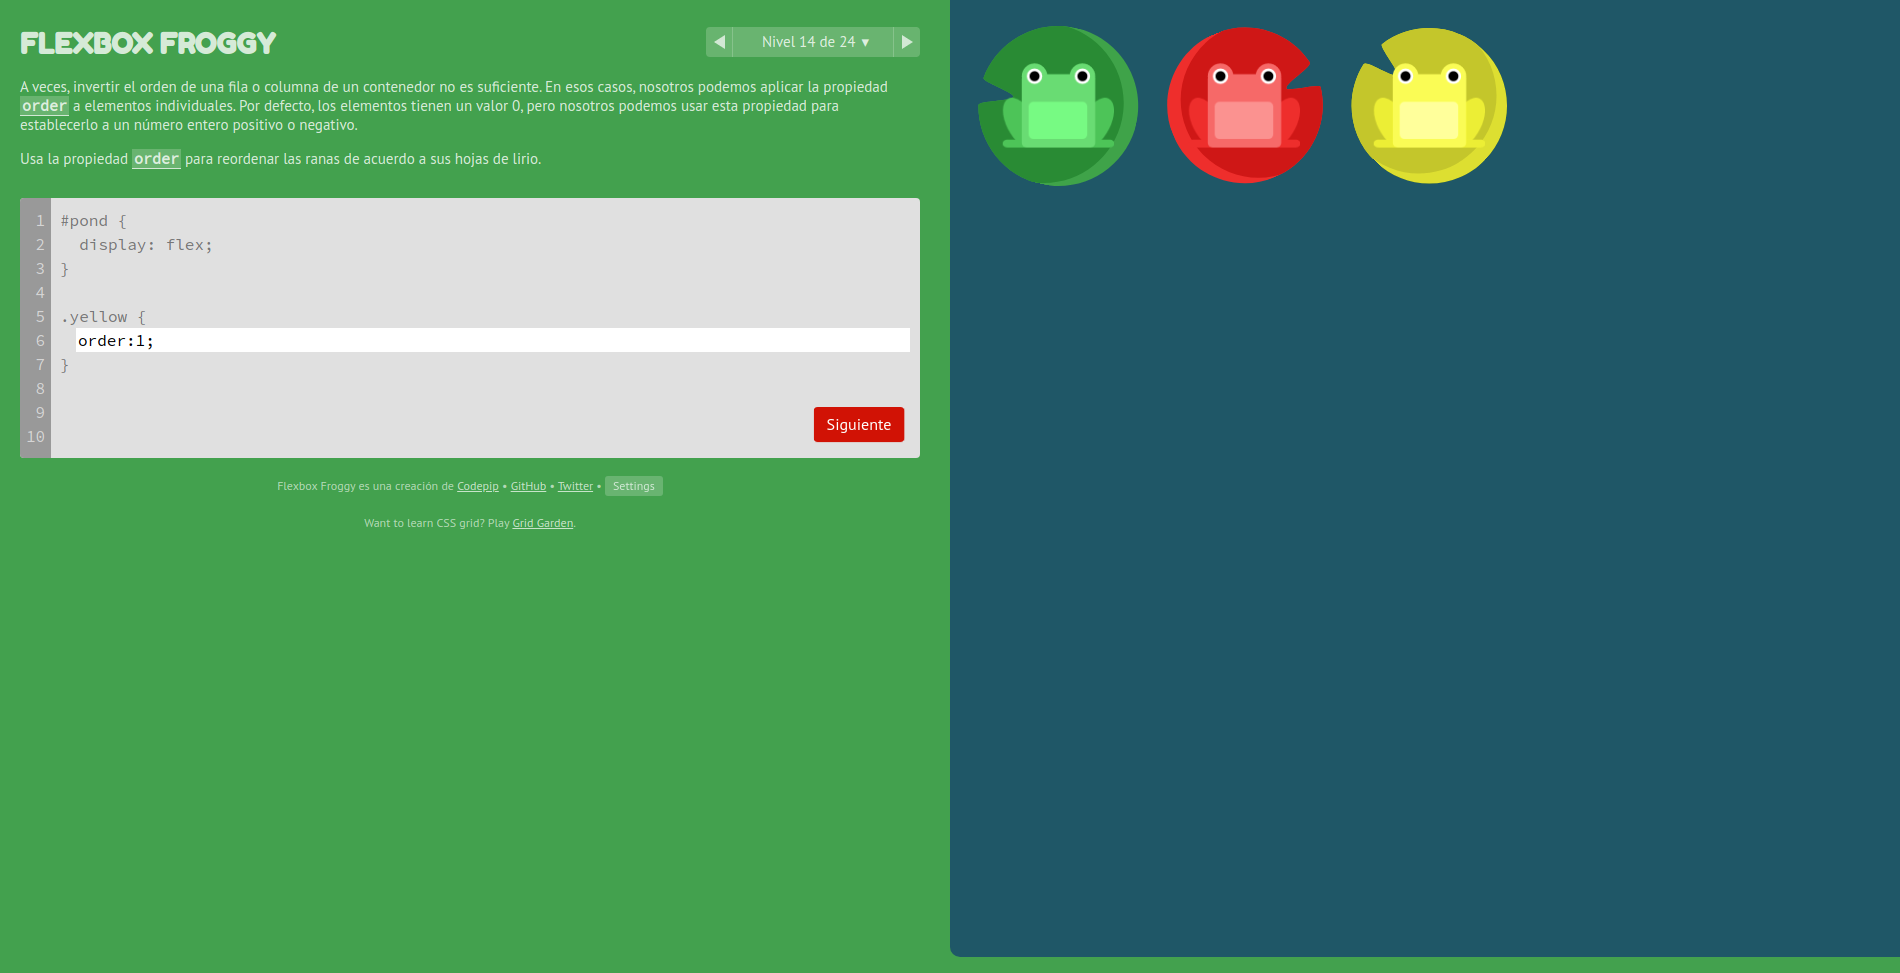 FLEXBOX FROGGY
◀ Nivel 14 de 24 ▼ ▶
A veces, invertir el orden de una fila o columna de un contenedor no es suficiente. En esos casos, nosotros podemos aplicar la propiedad
order a elementos individuales. Por defecto, los elementos tienen un valor 0, pero nosotros podemos usar esta propiedad para
establecerlo a un número entero positivo o negativo.
Usa la propiedad order para reordenar las ranas de acuerdo a sus hojas de lirio.
1 #pond {
2 display: flex;
3 }
4
5 .yellow {
6 order:1;
7 }
8
9
10
Siguiente
Flexbox Froggy es una creación de Codepip • GitHub • Twitter • Settings
Want to learn CSS grid? Play Grid Garden.